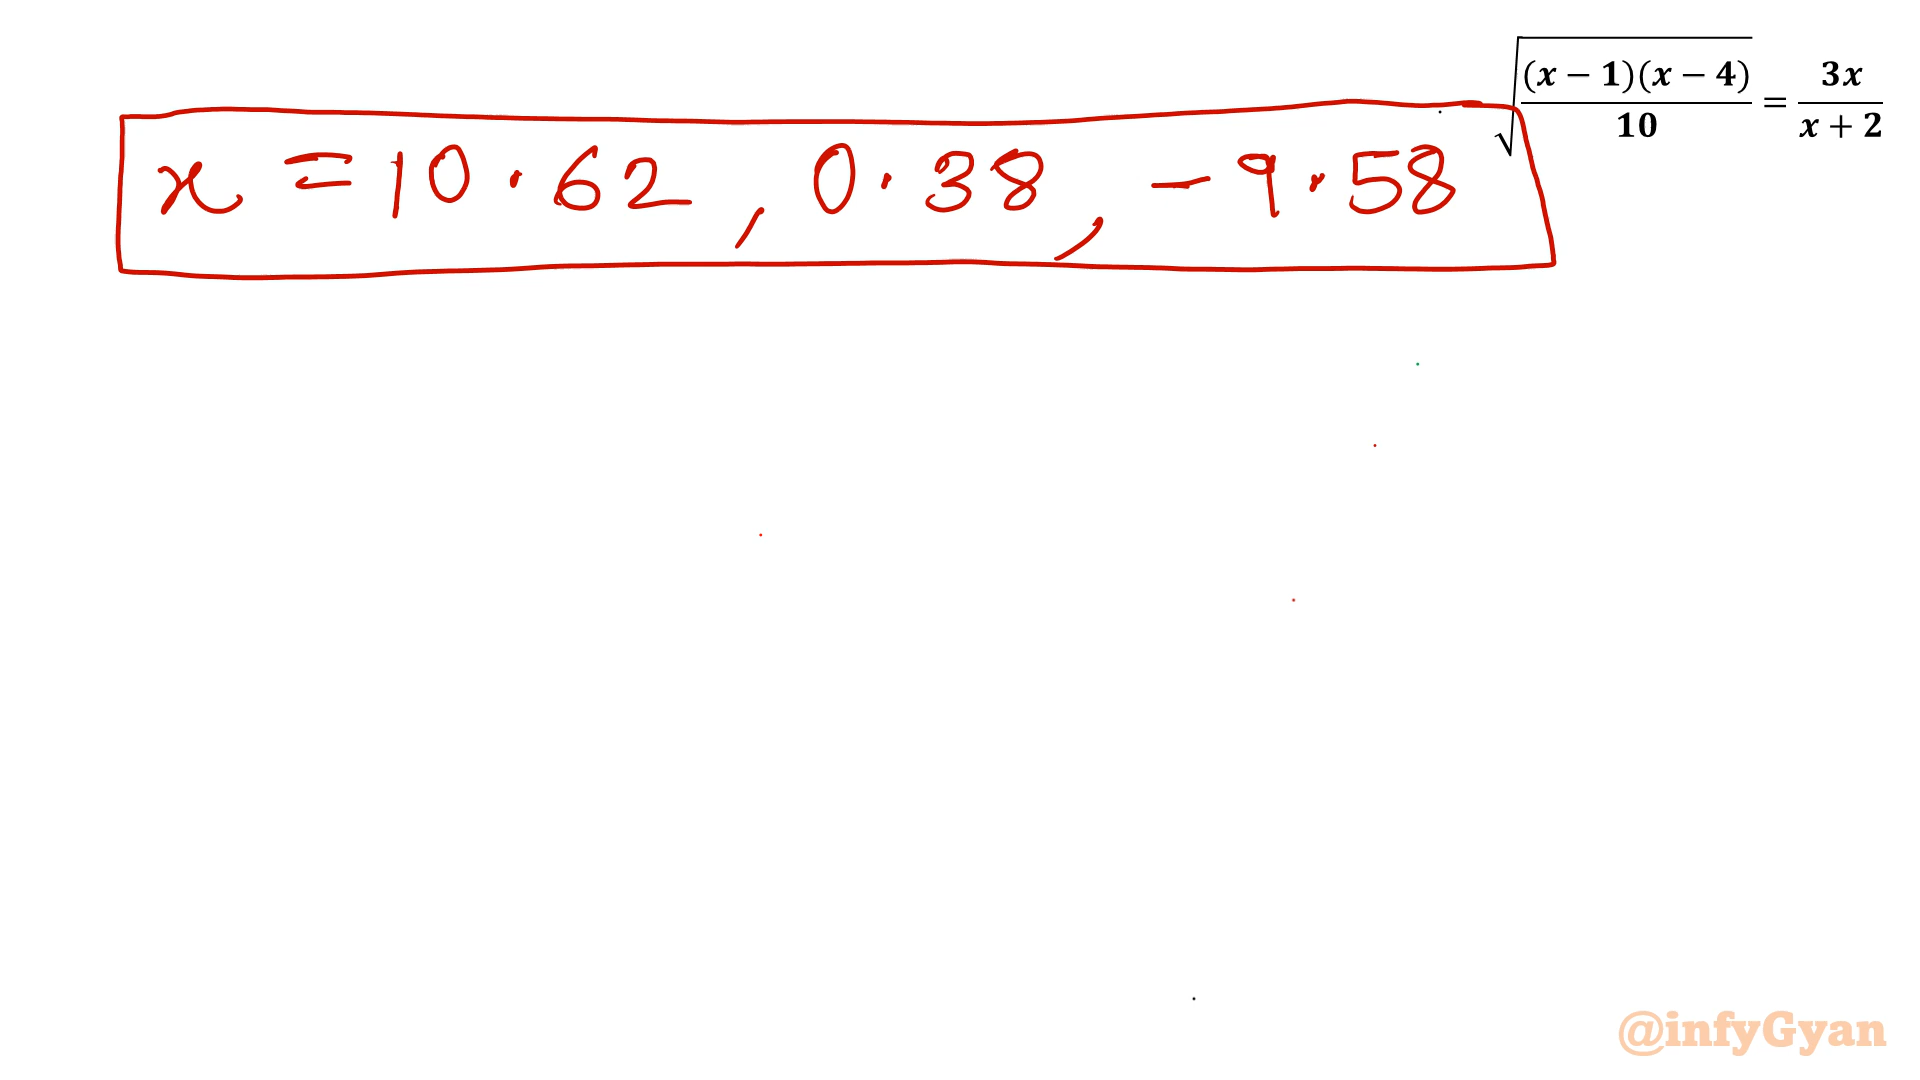 √((x − 1)(x − 4)/10) = 3x/(x + 2)
x = 10.62, 0.38, -9.58
@infyGyan